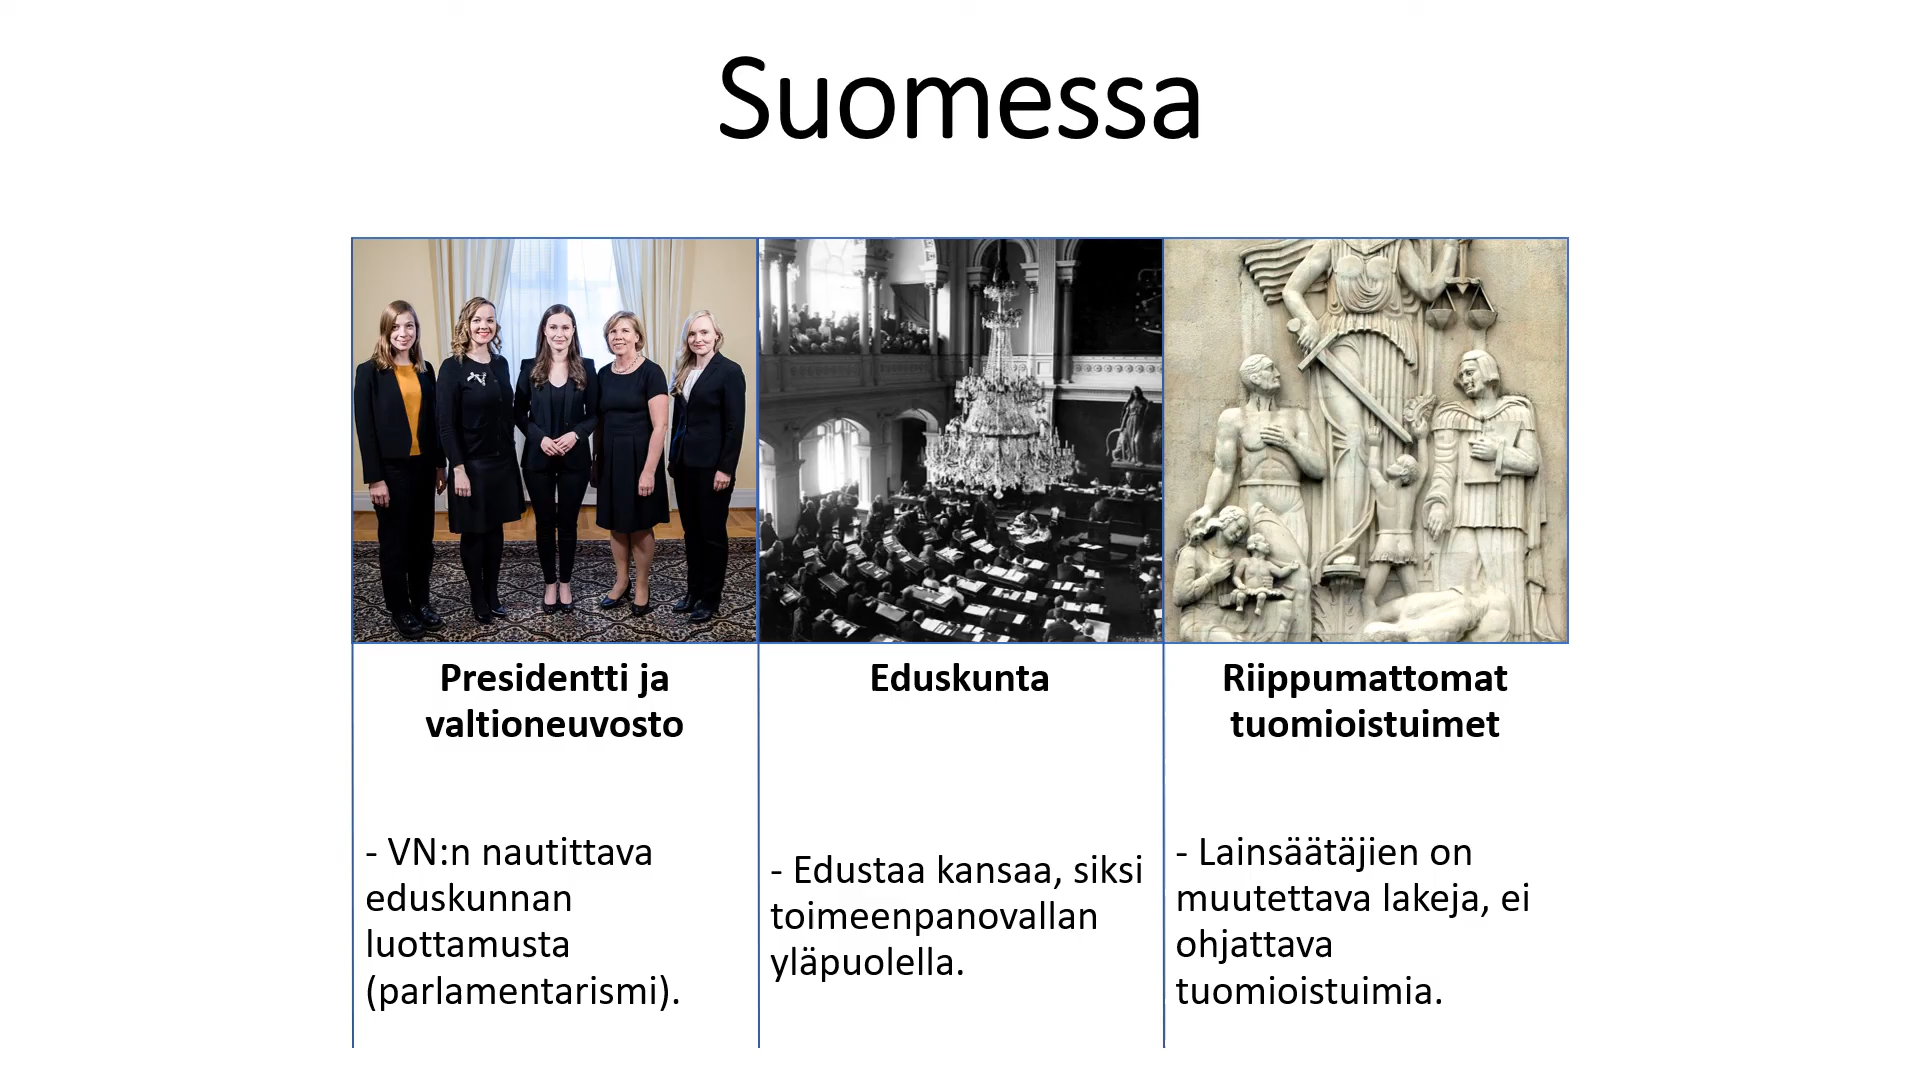 Suomessa
Presidentti ja
valtioneuvosto
- VN:n nautittava
eduskunnan
luottamusta
(parlamentarismi).
Eduskunta
- Edustaa kansaa, siksi
toimeenpanovallan
yläpuolella.
Riippumattomat
tuomioistuimet
- Lainsäätäjien on
muutettava lakeja, ei
ohjattava
tuomioistuimia.